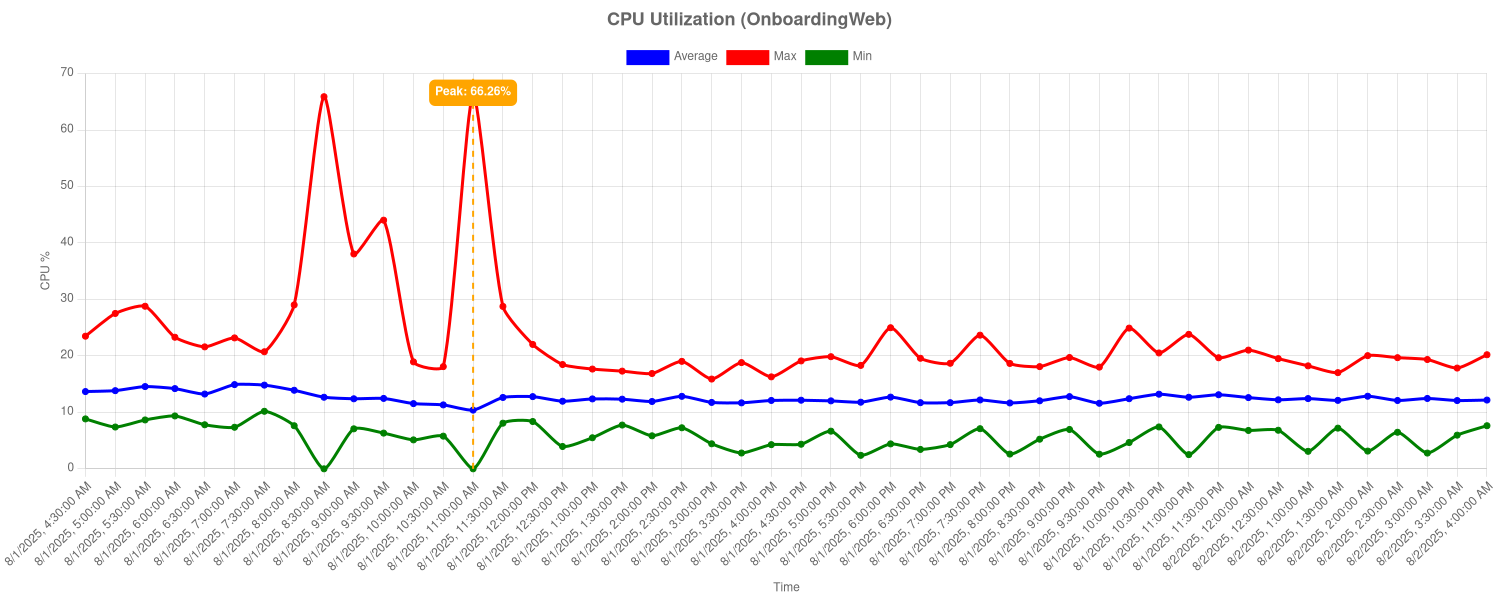 CPU Utilization (OnboardingWeb)
Average Max Min
Peak: 66.26%
70
60
50
40
30
20
10
0
CPU %
8/1/2025, 4:30:00 AM
8/1/2025, 5:00:00 AM
8/1/2025, 5:30:00 AM
8/1/2025, 6:00:00 AM
8/1/2025, 6:30:00 AM
8/1/2025, 7:00:00 AM
8/1/2025, 7:30:00 AM
8/1/2025, 8:00:00 AM
8/1/2025, 8:30:00 AM
8/1/2025, 9:00:00 AM
8/1/2025, 9:30:00 AM
8/1/2025, 10:00:00 AM
8/1/2025, 10:30:00 AM
8/1/2025, 11:00:00 AM
8/1/2025, 11:30:00 AM
8/1/2025, 12:00:00 PM
8/1/2025, 12:30:00 PM
8/1/2025, 1:00:00 PM
8/1/2025, 1:30:00 PM
8/1/2025, 2:00:00 PM
8/1/2025, 2:30:00 PM
8/1/2025, 3:00:00 PM
8/1/2025, 3:30:00 PM
8/1/2025, 4:00:00 PM
8/1/2025, 4:30:00 PM
8/1/2025, 5:00:00 PM
8/1/2025, 5:30:00 PM
8/1/2025, 6:00:00 PM
8/1/2025, 6:30:00 PM
8/1/2025, 7:00:00 PM
8/1/2025, 7:30:00 PM
8/1/2025, 8:00:00 PM
8/1/2025, 8:30:00 PM
8/1/2025, 9:00:00 PM
8/1/2025, 9:30:00 PM
8/1/2025, 10:00:00 PM
8/1/2025, 10:30:00 PM
8/1/2025, 11:00:00 PM
8/1/2025, 11:30:00 PM
8/2/2025, 12:00:00 AM
8/2/2025, 12:30:00 AM
8/2/2025, 1:00:00 AM
8/2/2025, 1:30:00 AM
8/2/2025, 2:00:00 AM
8/2/2025, 2:30:00 AM
8/2/2025, 3:00:00 AM
8/2/2025, 3:30:00 AM
8/2/2025, 4:00:00 AM
Time